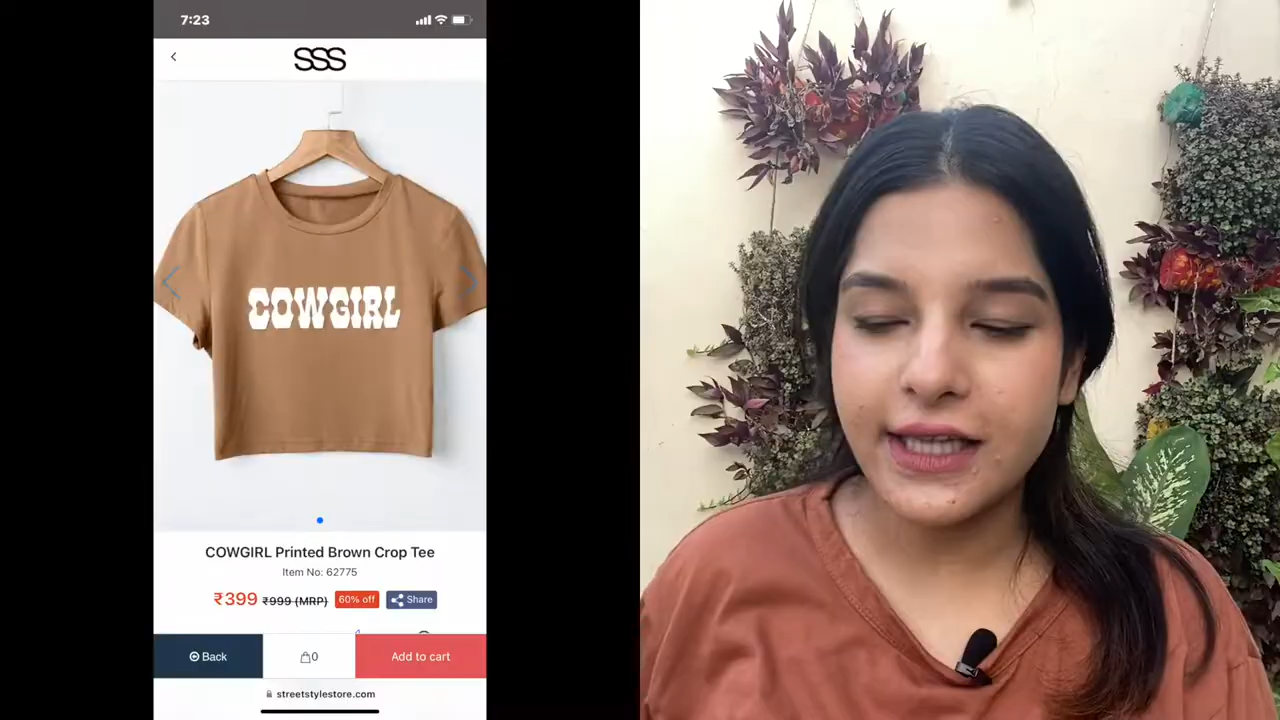 7:23
SSS
COWGIRL
COWGIRL Printed Brown Crop Tee
Item No: 62775
₹399 ₹999 (MRP) 60% off Share
Back 0 Add to cart
streetstylestore.com